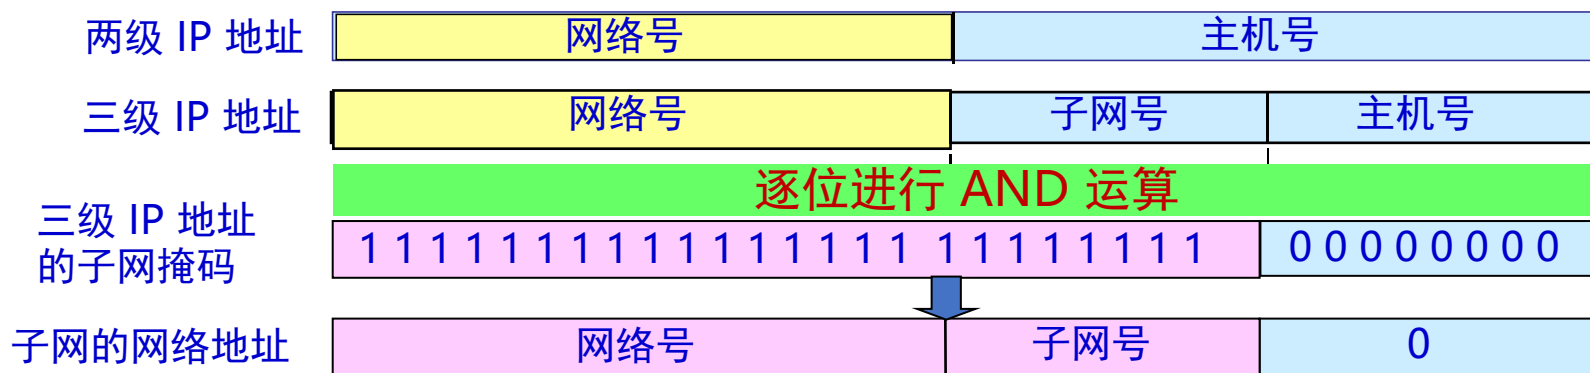 两级 IP 地址 网络号 主机号
三级 IP 地址 网络号 子网号 主机号
逐位进行 AND 运算
三级 IP 地址
的子网掩码
1 1 1 1 1 1 1 1 1 1 1 1 1 1 1 1 1 1 1 1 1 1 1 1 0 0 0 0 0 0 0 0
子网的网络地址 网络号 子网号 0